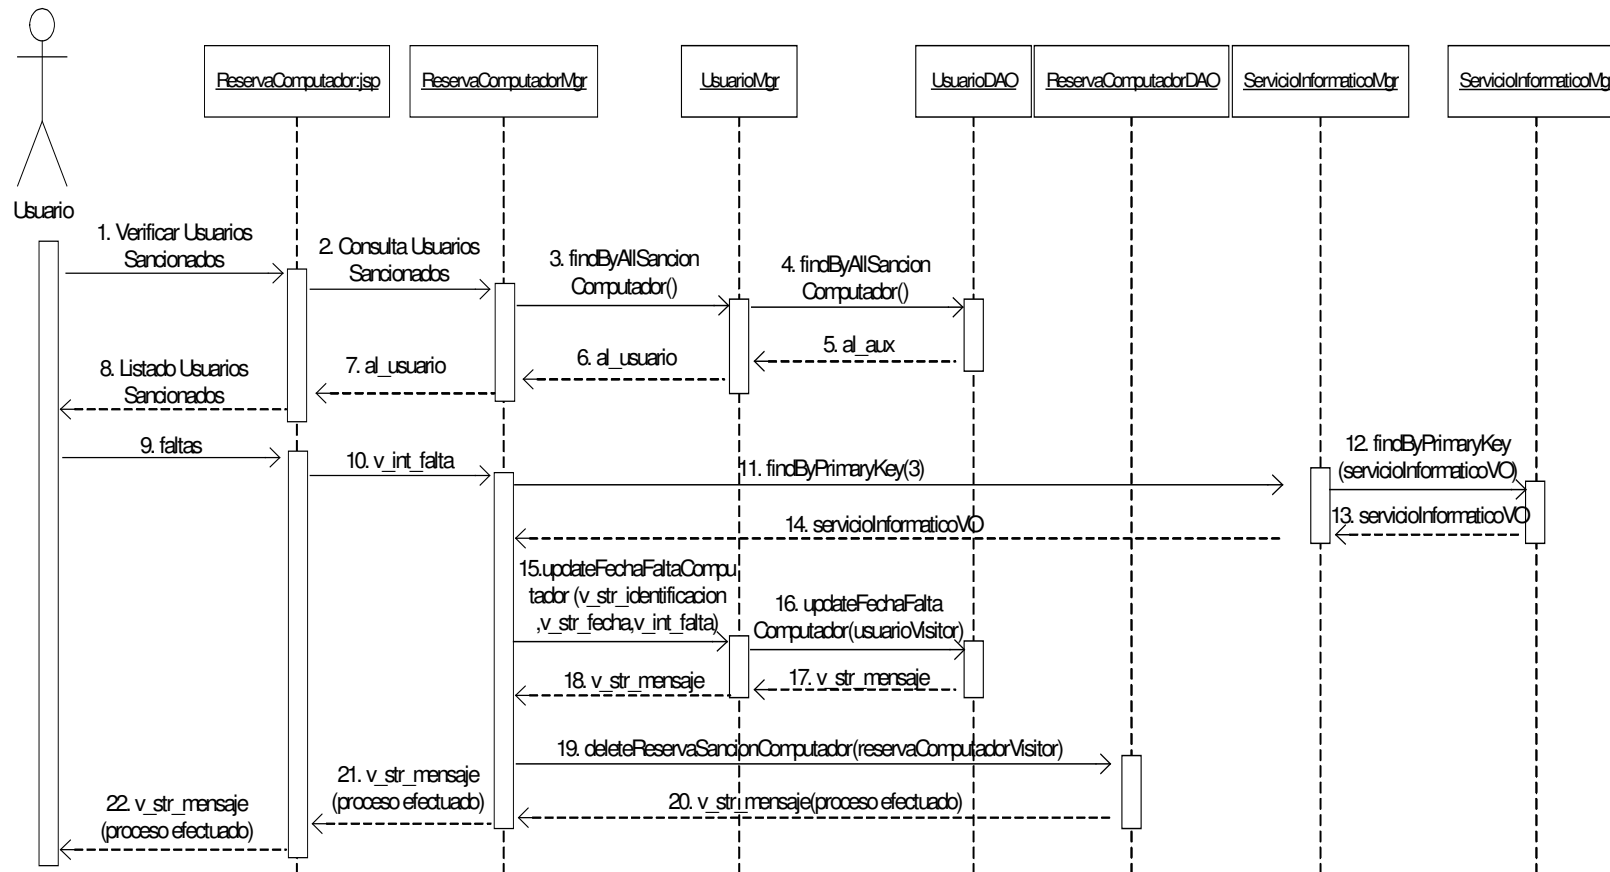 ReservaComputador:jsp
ReservaComputadorMgr
UsuarioMgr
UsuarioDAO
ReservaComputadorDAO
ServicioInformaticoMgr
ServicioInformaticoMg
Usuario
1. Verificar Usuarios
Sancionados
2. Consulta Usuarios
Sancionados
3. findByAllSancion
Computador()
4. findByAllSancion
Computador()
5. al_aux
6. al_usuario
7. al_usuario
8. Listado Usuarios
Sancionados
9. faltas
10. v_int_falta
11. findByPrimaryKey(3)
12. findByPrimaryKey
(servicioInformaticoVO)
13. servicioInformaticoVO
14. servicioInformaticoVO
15.updateFechaFaltaCompu
tador (v_str_identificacion
,v_str_fecha,v_int_falta)
16. updateFechaFalta
Computador(usuarioVisitor)
17. v_str_mensaje
18. v_str_mensaje
19. deleteReservaSancionComputador(reservaComputadorVisitor)
20. v_str_mensaje(proceso efectuado)
21. v_str_mensaje
(proceso efectuado)
22. v_str_mensaje
(proceso efectuado)